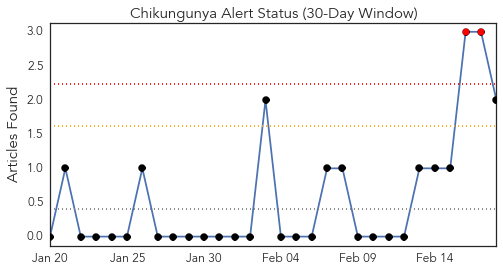 Chikungunya Alert Status (30-Day Window)
Articles Found
3.0
2.5
2.0
1.5
1.0
0.5
0.0
Jan 20 Jan 25 Jan 30 Feb 04 Feb 09 Feb 14